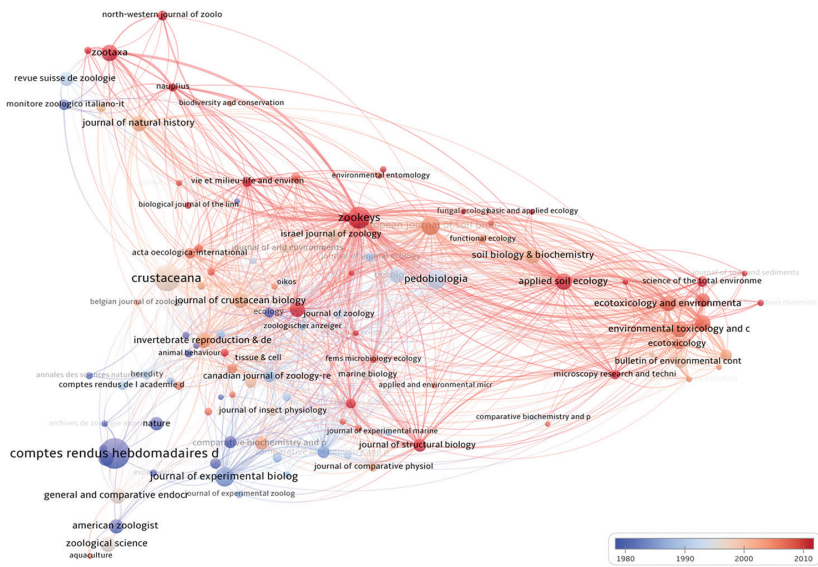 north-western journal of zoolo
zootaxa
revue suisse de zoologie
nauplius
monitore zoologico italiano-it
biodiversity and conservation
journal of natural history
environmental entomology
vie et milieu-life and environ
biological journal of the linn
fungal ecology
basic and applied ecology
zookeys
israel journal of zoology
functional ecology
acta oecologica-international
soil biology & biochemistry
crustaceana
oikos
pedobiologia
applied soil ecology
science of the total environme
belgian journal of zoology
journal of crustacean biology
ecotoxicology and environmenta
ecology
journal of zoology
zoologischer anzeiger
environmental toxicology and c
invertebrate reproduction & de
ecotoxicology
animal behaviour
tissue & cell
fems microbiology ecology
bulletin of environmental cont
heredity
canadian journal of zoology-re
marine biology
microscopy research and techni
comptes rendus de l academie d
applied and environmental micr
journal of insect physiology
comparative biochemistry and p
nature
journal of experimental marine
comparative biochemistry and p
journal of structural biology
comptes rendus hebdomadaires d
journal of comparative physiol
journal of experimental biolog
general and comparative endocr
journal of experimental zoolog
american zoologist
zoological science
aquaculture
1980
1990
2000
2010